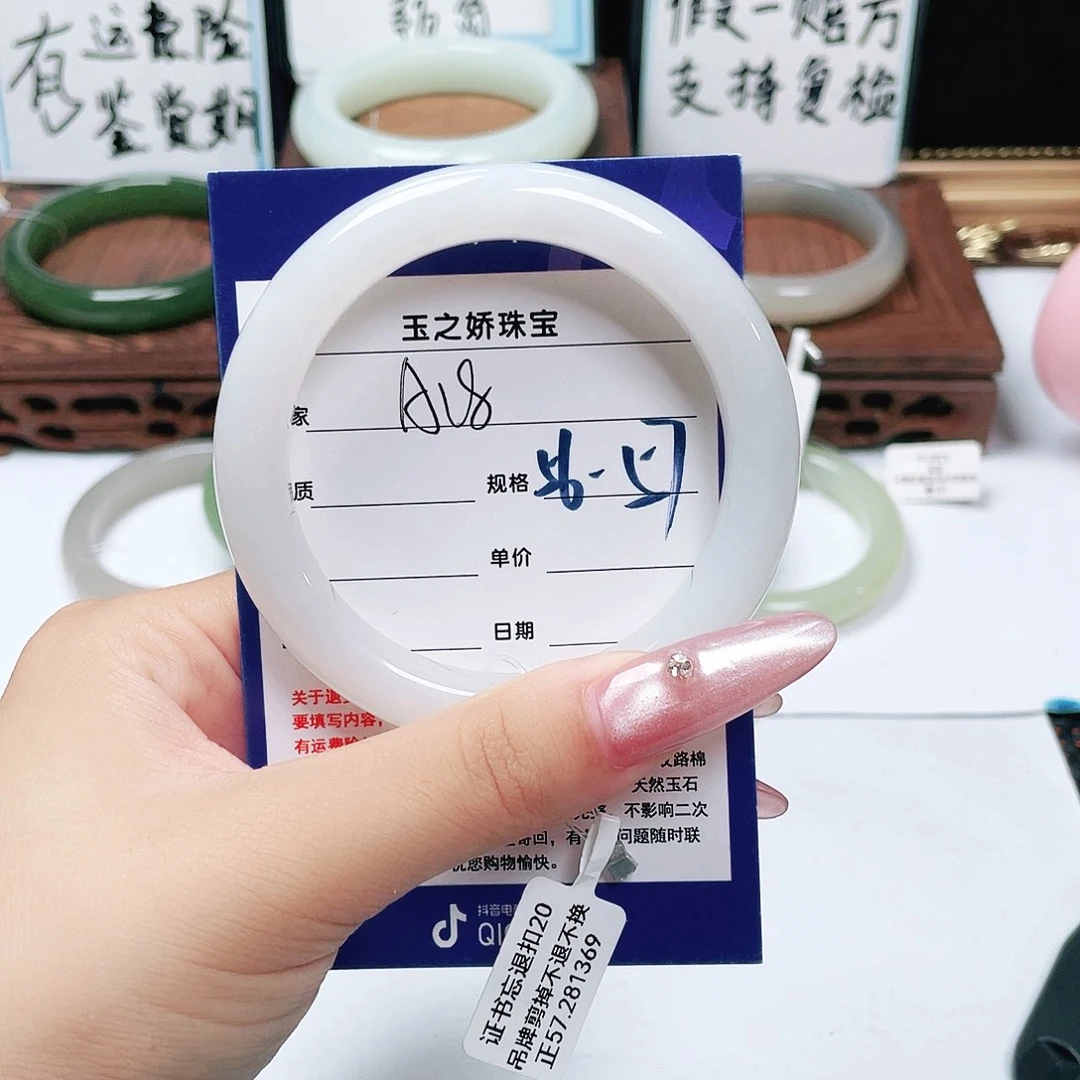 有
运费险
鉴赏期
假一赔万
支持复检
玉之娇珠宝
家
A18
质
规格
单价
日期
关于退
要填写内容,
有运费险
路棉
天然玉石
不影响二次
寄回,有
问题随时联
祝您购物愉快。
抖音电
证书忘退扣20
吊牌剪掉不退不换
正57.281369